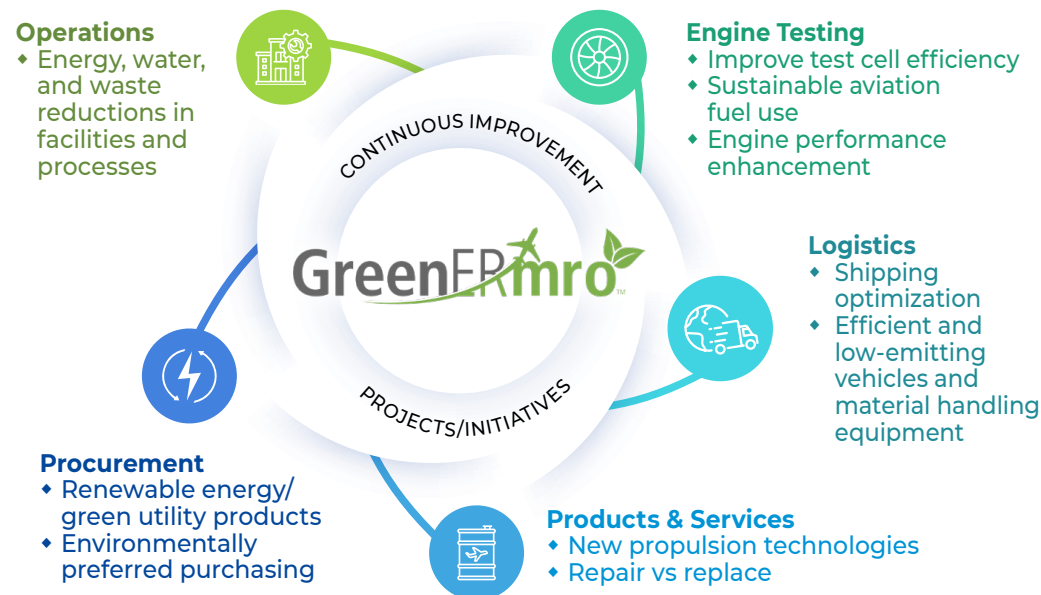 Operations
◆ Energy, water,
and waste
reductions in
facilities and
processes
Engine Testing
◆ Improve test cell efficiency
◆ Sustainable aviation
fuel use
◆ Engine performance
enhancement
CONTINUOUS IMPROVEMENT
GreenERmro™
PROJECTS/INITIATIVES
Logistics
◆ Shipping
optimization
◆ Efficient and
low-emitting
vehicles and
material handling
equipment
Procurement
◆ Renewable energy/
green utility products
◆ Environmentally
preferred purchasing
Products & Services
◆ New propulsion technologies
◆ Repair vs replace